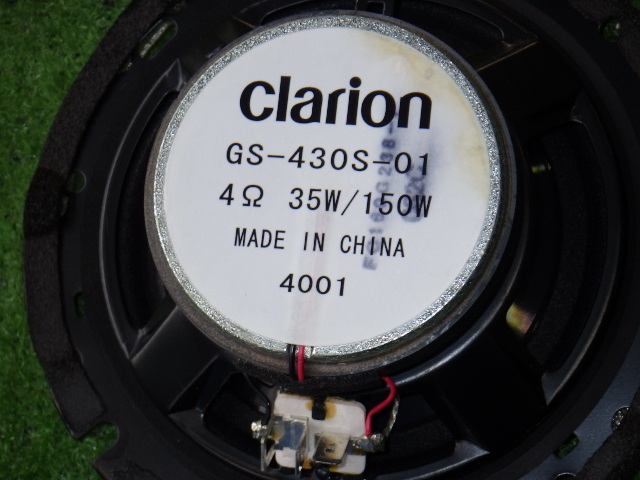 Clarion
GS-430S-01
4Ω 35W/150W
MADE IN CHINA
4001